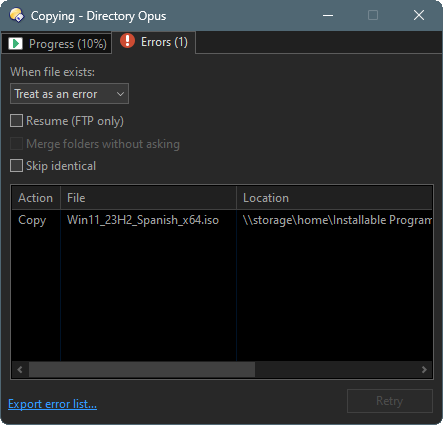 Copying - Directory Opus
Progress (10%) Errors (1)
When file exists:
Treat as an error
Resume (FTP only)
Merge folders without asking
Skip identical
Action File Location
Copy Win11_23H2_Spanish_x64.iso \\storage\home\Installable Program
Export error list... Retry